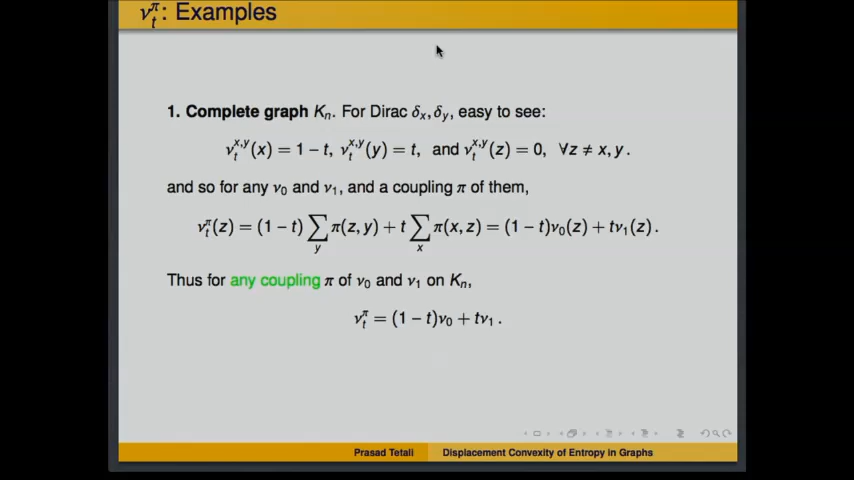 ν_t^π: Examples
1. Complete graph K_n. For Dirac δ_x, δ_y, easy to see:
ν_t^{x,y}(x) = 1 − t, ν_t^{x,y}(y) = t, and ν_t^{x,y}(z) = 0, ∀z ≠ x, y.
and so for any ν_0 and ν_1, and a coupling π of them,
ν_t^π(z) = (1 − t) ∑_y π(z, y) + t ∑_x π(x, z) = (1 − t)ν_0(z) + tν_1(z).
Thus for any coupling π of ν_0 and ν_1 on K_n,
ν_t^π = (1 − t)ν_0 + tν_1.
Prasad Tetali Displacement Convexity of Entropy in Graphs